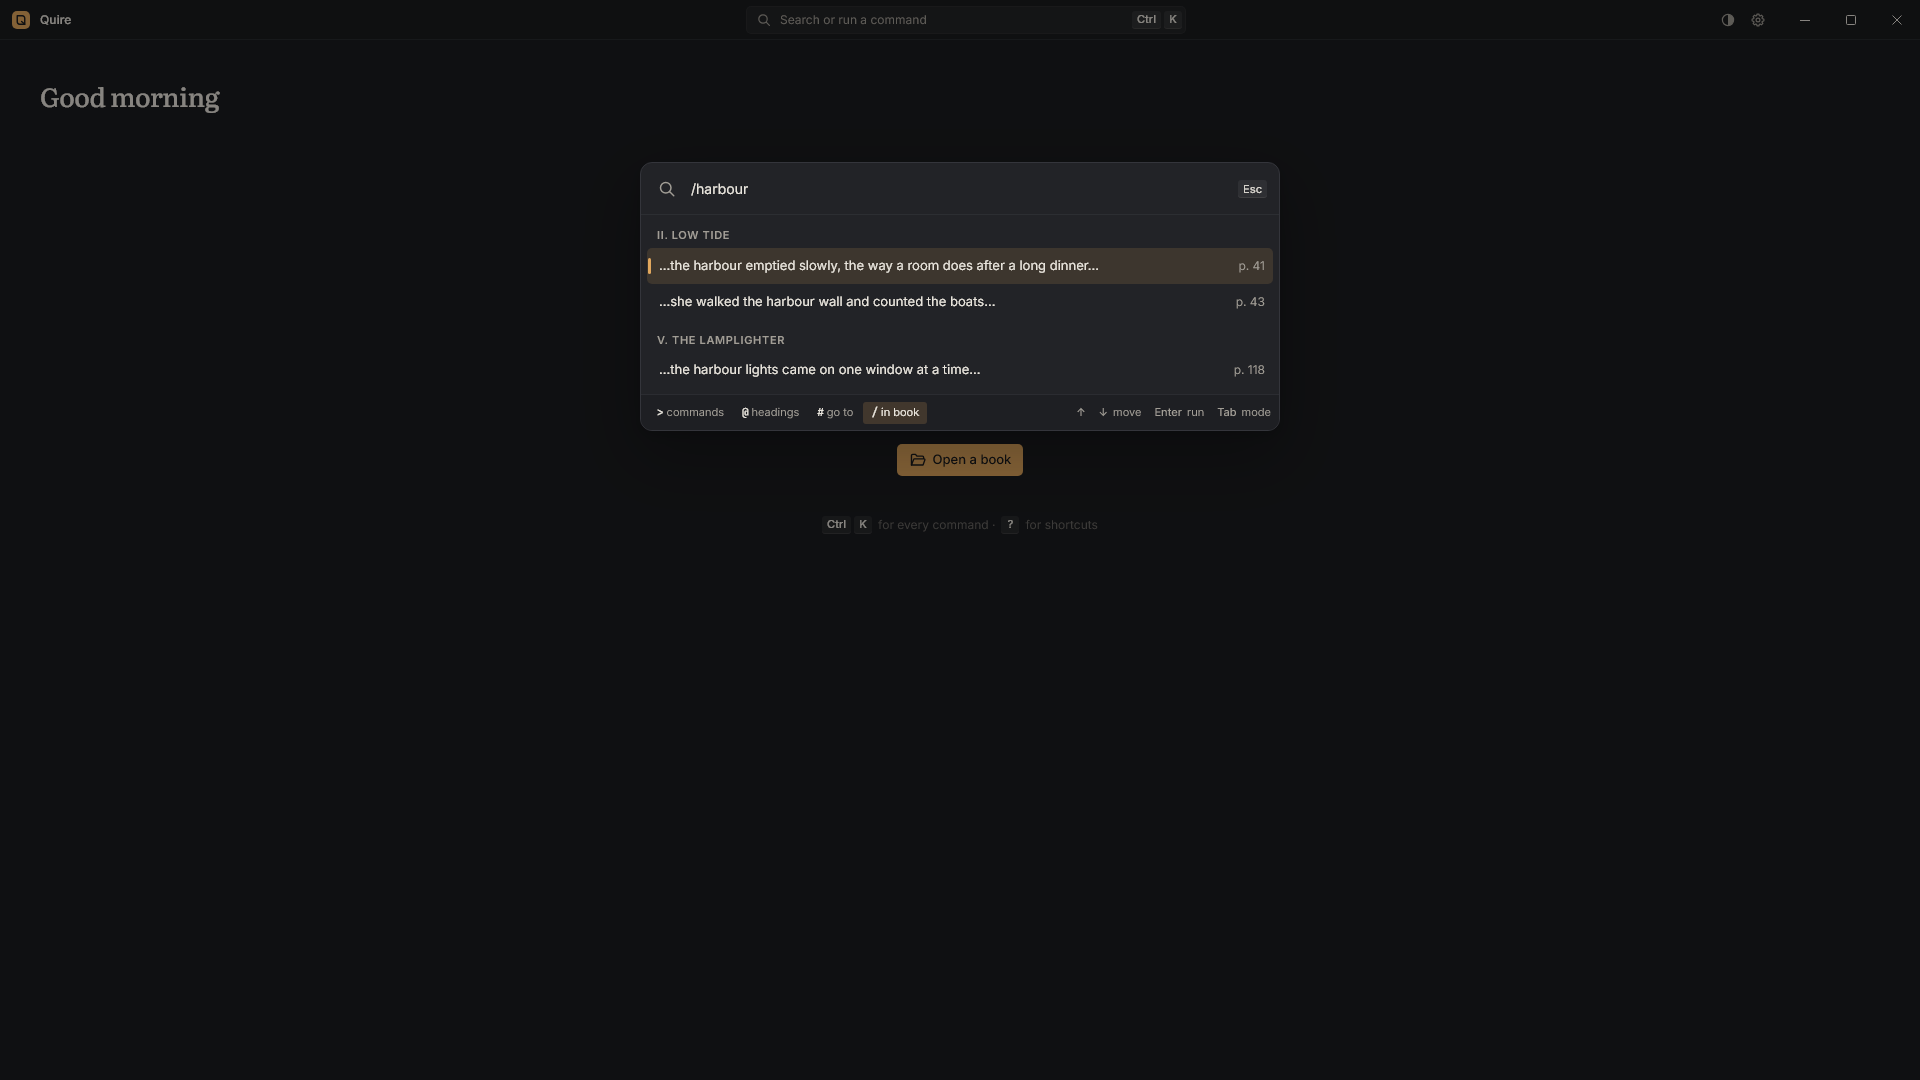 Quire
Search or run a command Ctrl K
Good morning
/harbour Esc
II. LOW TIDE
...the harbour emptied slowly, the way a room does after a long dinner... p. 41
...she walked the harbour wall and counted the boats... p. 43
V. THE LAMPLIGHTER
...the harbour lights came on one window at a time... p. 118
> commands @ headings # go to / in book ↑ ↓ move Enter run Tab mode
Open a book
Ctrl K for every command · ? for shortcuts